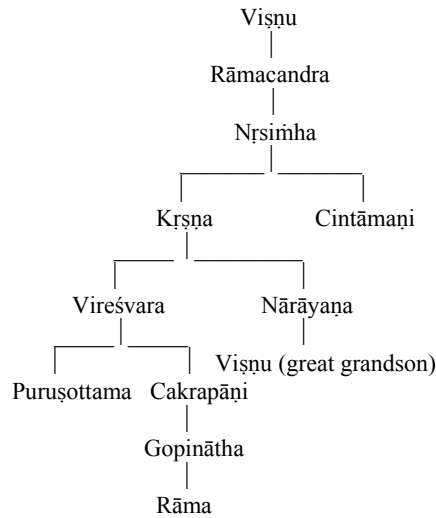 Viṣṇu
Rāmacandra
Nṛsiṁha
Kṛṣṇa Cintāmaṇi
Vireśvara Nārāyaṇa
Viṣṇu (great grandson)
Puruṣottama Cakrapāṇi
Gopinātha
Rāma